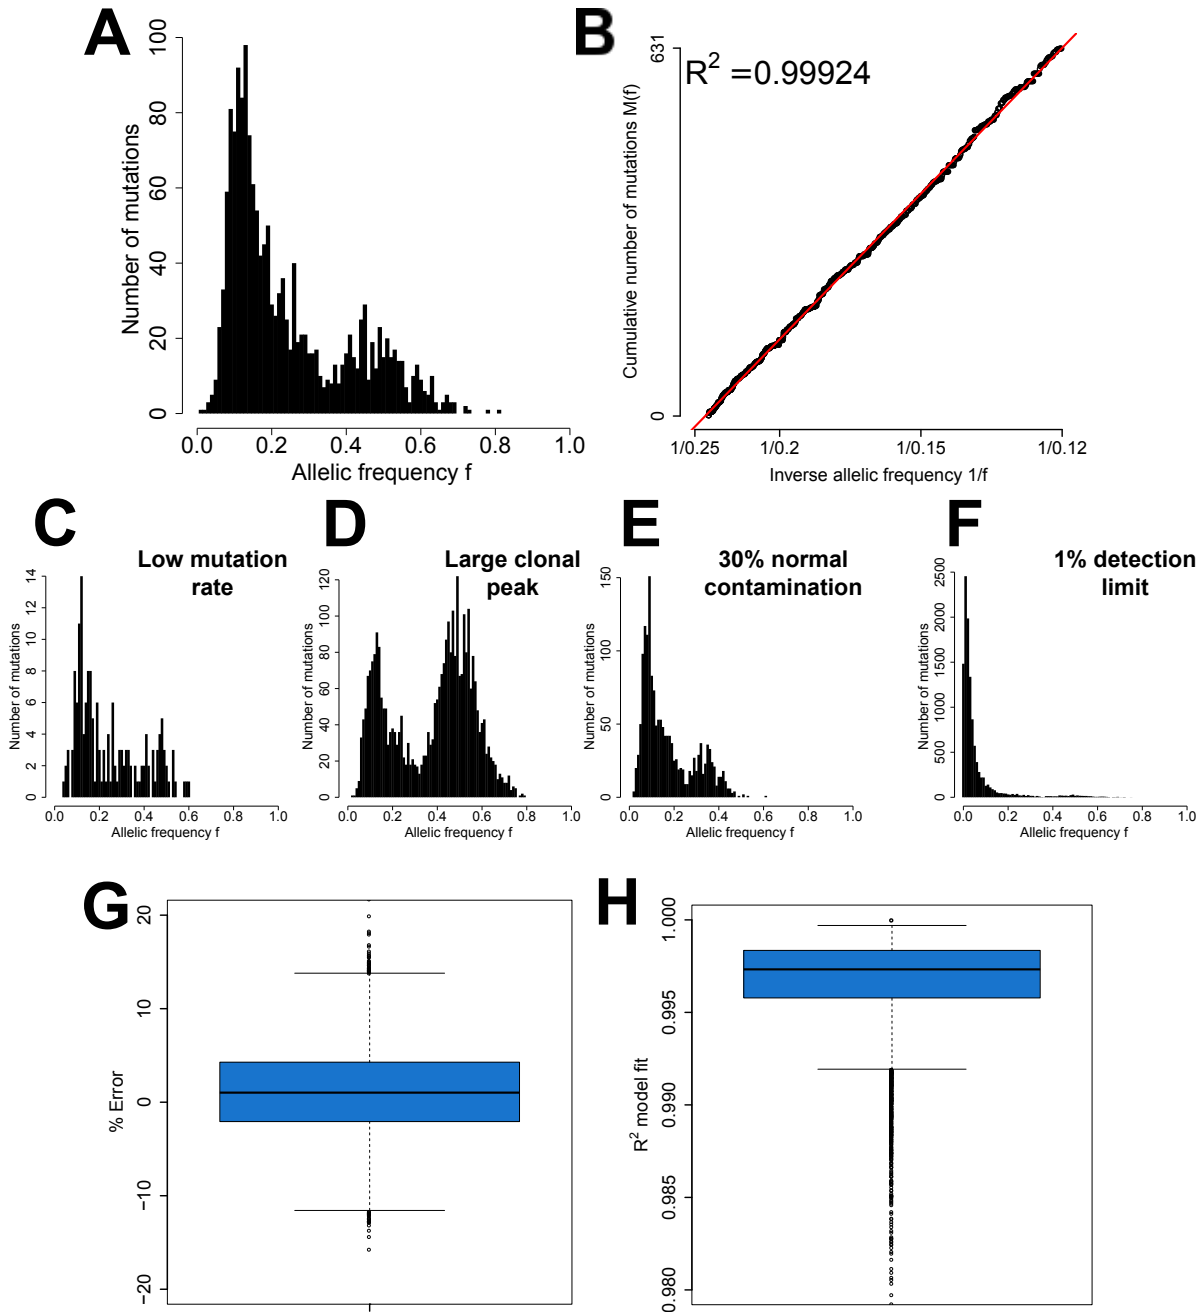 A
100
80
60
40
20
0
Number of mutations
0.0 0.2 0.4 0.6 0.8 1.0
Allelic frequency f
B
R² =0.99924
631
0
Cumulative number of mutations M(f)
1/0.25 1/0.2 1/0.15 1/0.12
Inverse allelic frequency 1/f
C
Low mutation
rate
14
12
10
8
6
4
2
0
Number of mutations
0.0 0.2 0.4 0.6 0.8 1.0
Allelic frequency f
D
Large clonal
peak
120
100
80
60
40
20
0
Number of mutations
0.0 0.2 0.4 0.6 0.8 1.0
Allelic frequency f
E
30% normal
contamination
150
100
50
0
Number of mutations
0.0 0.2 0.4 0.6 0.8 1.0
Allelic frequency f
F
1% detection
limit
2500
2000
1500
1000
500
0
Number of mutations
0.0 0.2 0.4 0.6 0.8 1.0
Allelic frequency f
G
20
10
0
−10
−20
% Error
H
1.000
0.995
0.990
0.985
0.980
R² model fit